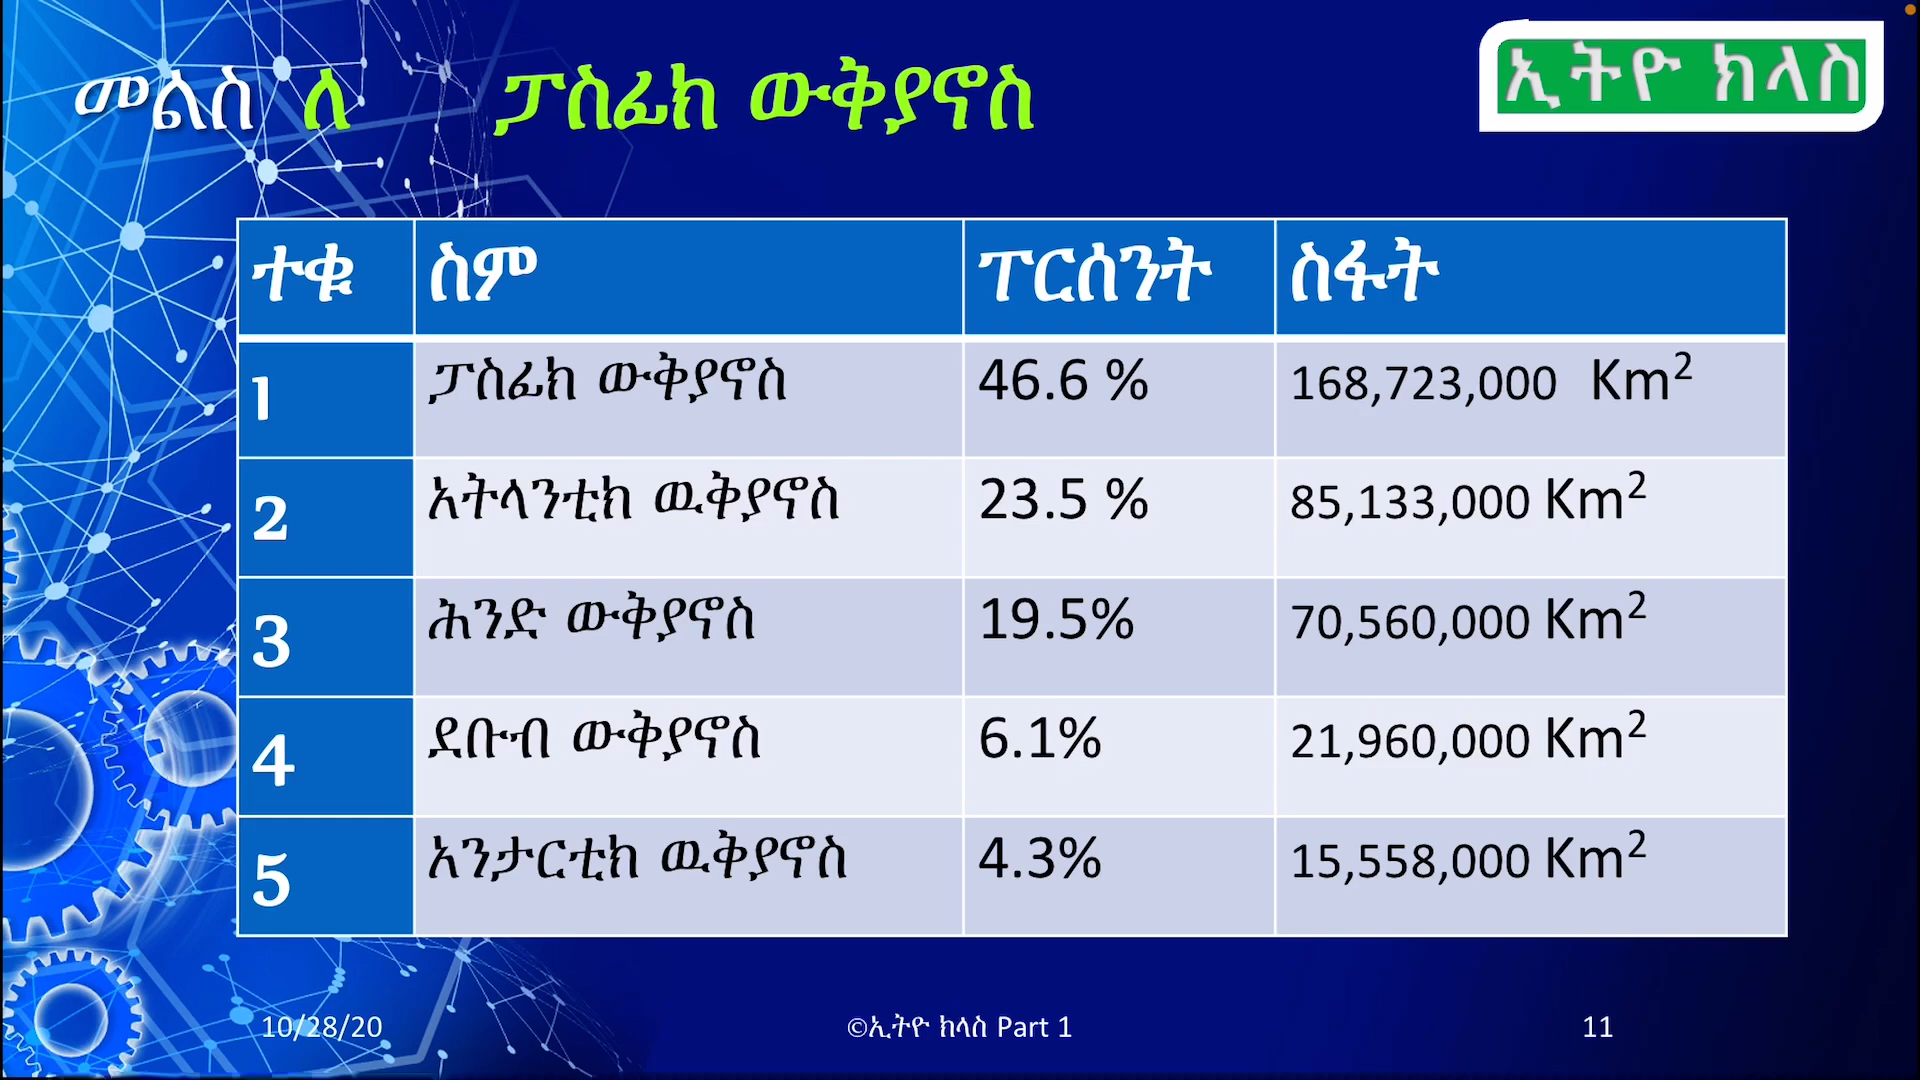 መልስ ለ ፓስፊክ ውቅያኖስ
ኢትዮ ክላስ
ተቁ ስም ፐርሰንት ስፋት
1 ፓስፊክ ውቅያኖስ 46.6 % 168,723,000 Km²
2 አትላንቲክ ዉቅያኖስ 23.5 % 85,133,000 Km²
3 ሕንድ ውቅያኖስ 19.5% 70,560,000 Km²
4 ደቡብ ውቅያኖስ 6.1% 21,960,000 Km²
5 አንታርቲክ ዉቅያኖስ 4.3% 15,558,000 Km²
10/28/20 ©ኢትዮ ክላስ Part 1 11